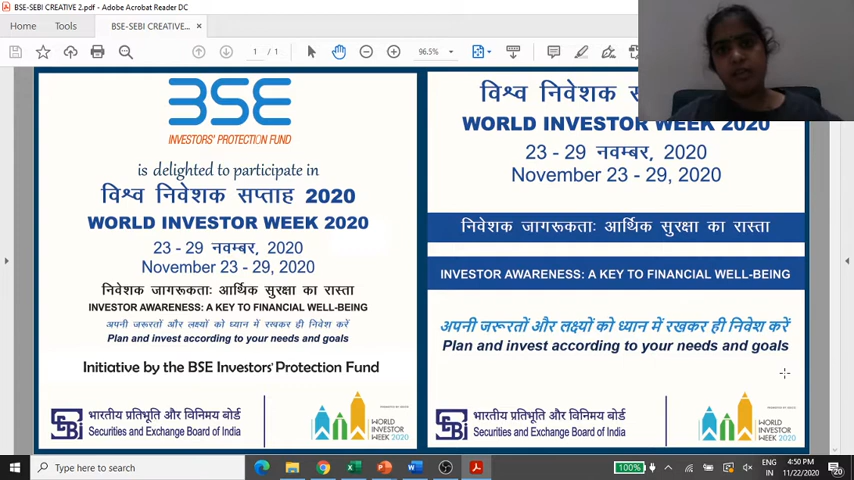 BSE-SEBI CREATIVE 2.pdf - Adobe Acrobat Reader DC
Home
Tools
BSE-SEBI CREATIVE...
×
1 / 1
96.5%
BSE
INVESTORS' PROTECTION FUND
is delighted to participate in
विश्व निवेशक सप्ताह 2020
WORLD INVESTOR WEEK 2020
23 - 29 नवम्बर, 2020
November 23 - 29, 2020
निवेशक जागरूकताः आर्थिक सुरक्षा का रास्ता
INVESTOR AWARENESS: A KEY TO FINANCIAL WELL-BEING
अपनी जरूरतों और लक्ष्यों को ध्यान में रखकर ही निवेश करें
Plan and invest according to your needs and goals
Initiative by the BSE Investors' Protection Fund
SEBI
भारतीय प्रतिभूति और विनिमय बोर्ड
Securities and Exchange Board of India
WORLD
INVESTOR
WEEK 2020
विश्व निवेशक
WORLD INVESTOR WEEK 2020
23 - 29 नवम्बर, 2020
November 23 - 29, 2020
निवेशक जागरूकताः आर्थिक सुरक्षा का रास्ता
INVESTOR AWARENESS: A KEY TO FINANCIAL WELL-BEING
अपनी जरूरतों और लक्ष्यों को ध्यान में रखकर ही निवेश करें
Plan and invest according to your needs and goals
SEBI
भारतीय प्रतिभूति और विनिमय बोर्ड
Securities and Exchange Board of India
WORLD
INVESTOR
WEEK 2020
Type here to search
100%
ENG
IN
4:50 PM
11/22/2020
20